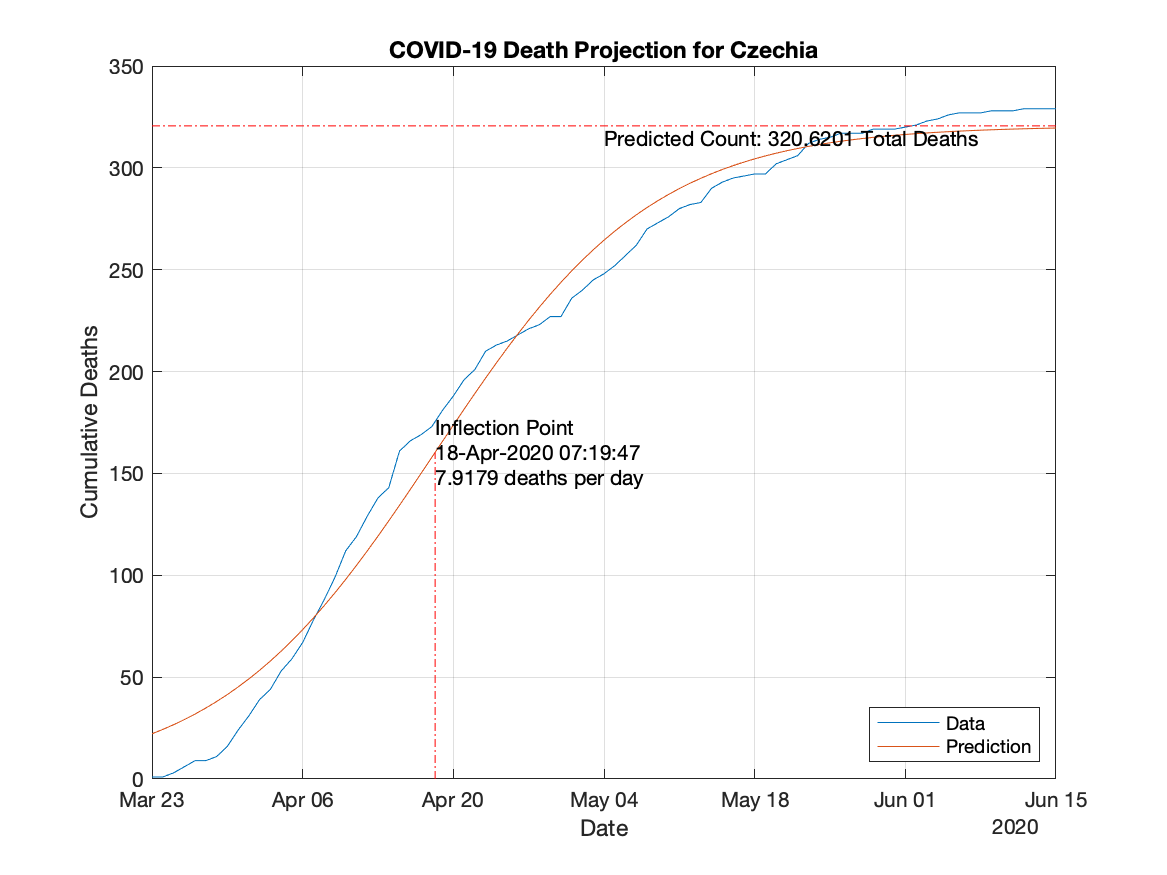 COVID-19 Death Projection for Czechia
350
300
250
200
150
100
50
0
Cumulative Deaths
Predicted Count: 320.6201 Total Deaths
Inflection Point
18-Apr-2020 07:19:47
7.9179 deaths per day
Data
Prediction
Mar 23 Apr 06 Apr 20 May 04 May 18 Jun 01 Jun 15
Date
2020